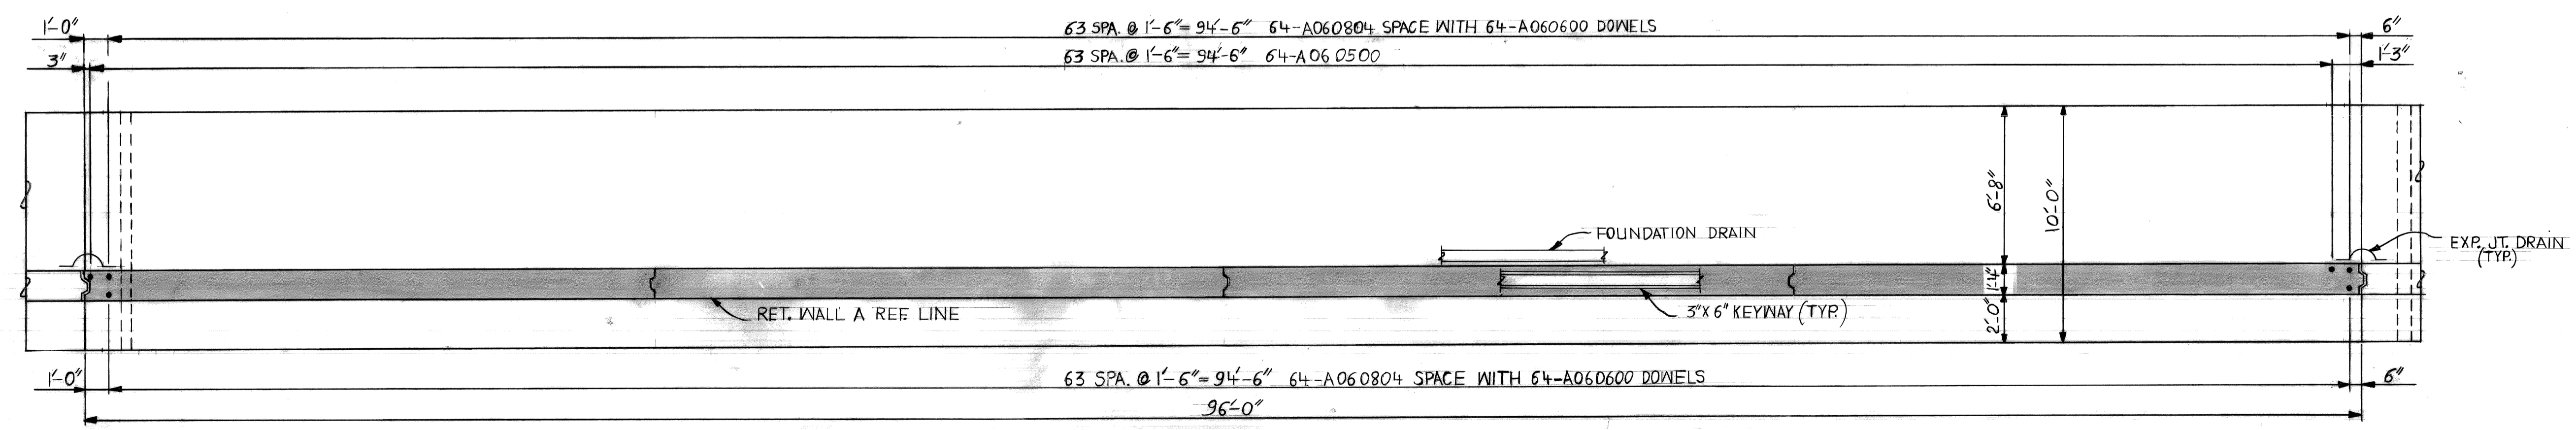 1'-0" 63 SPA. @ 1'-6" = 94'-6" 64-A060804 SPACE WITH 64-A060600 DOWELS 6"
3" 63 SPA. @ 1'-6" = 94'-6" 64-A060500 1'-3"
6'-8"
10'-0"
FOUNDATION DRAIN
EXP. JT. DRAIN
(TYP.)
1'-4"
RET. WALL A REF. LINE
3" X 6" KEYWAY (TYP.)
2'-0"
1'-0" 63 SPA. @ 1'-6" = 94'-6" 64-A060804 SPACE WITH 64-A060600 DOWELS 6"
96'-0"